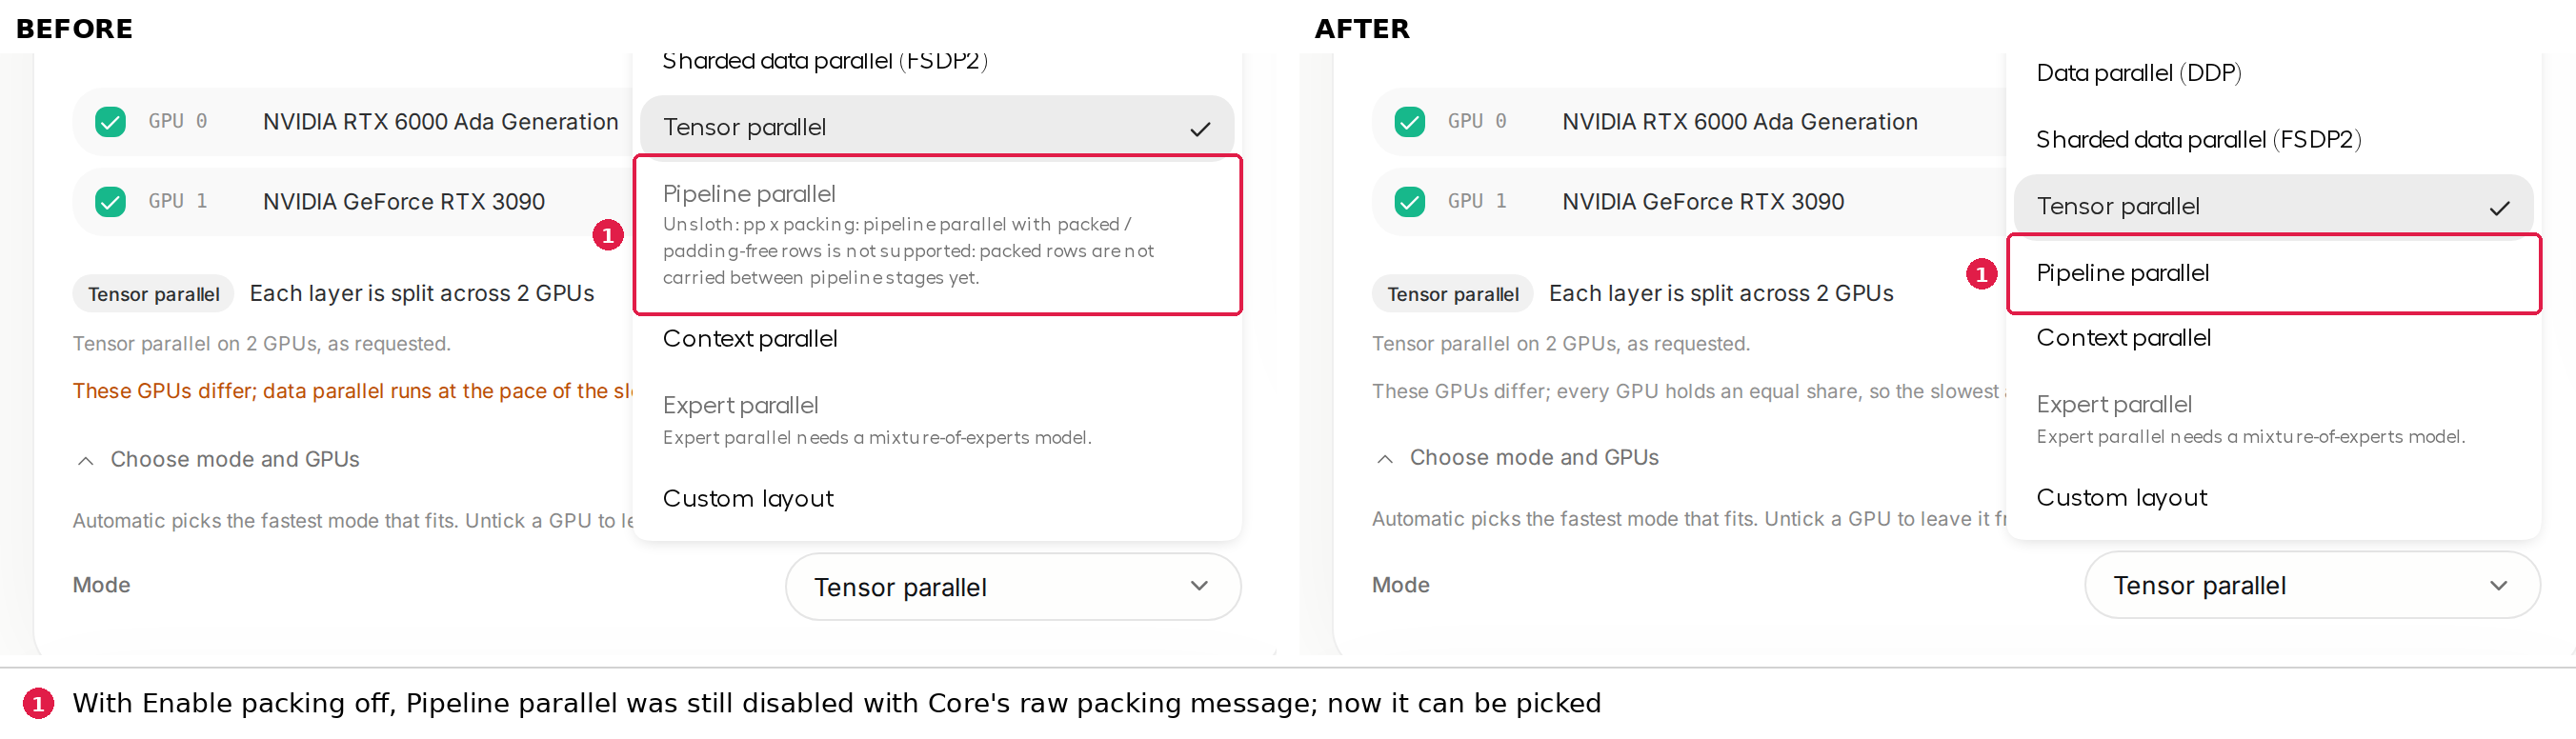 BEFORE
Sharded data parallel (FSDP2)
GPU 0 NVIDIA RTX 6000 Ada Generation
Tensor parallel
GPU 1 NVIDIA GeForce RTX 3090
1
Pipeline parallel
Unsloth: pp x packing: pipeline parallel with packed /
padding-free rows is not supported: packed rows are not
carried between pipeline stages yet.
Tensor parallel Each layer is split across 2 GPUs
Tensor parallel on 2 GPUs, as requested.
Context parallel
These GPUs differ; data parallel runs at the pace of the
Expert parallel
Expert parallel needs a mixture-of-experts model.
Choose mode and GPUs
Custom layout
Automatic picks the fastest mode that fits. Untick a GPU to
Mode Tensor parallel
AFTER
Data parallel (DDP)
GPU 0 NVIDIA RTX 6000 Ada Generation
Sharded data parallel (FSDP2)
GPU 1 NVIDIA GeForce RTX 3090
Tensor parallel
1
Pipeline parallel
Tensor parallel Each layer is split across 2 GPUs
Tensor parallel on 2 GPUs, as requested.
Context parallel
These GPUs differ; every GPU holds an equal share, so the slowest
Expert parallel
Expert parallel needs a mixture-of-experts model.
Choose mode and GPUs
Custom layout
Automatic picks the fastest mode that fits. Untick a GPU to leave it
Mode Tensor parallel
1 With Enable packing off, Pipeline parallel was still disabled with Core's raw packing message; now it can be picked